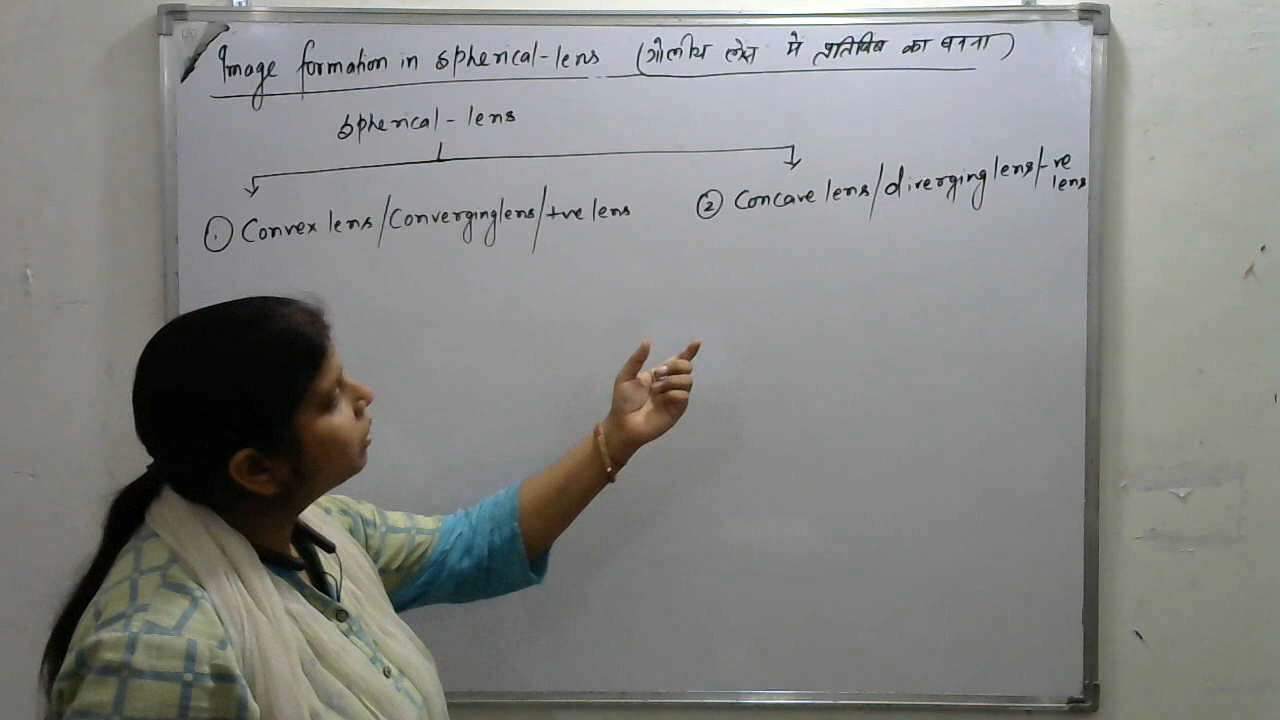 Image formation in spherical-lens (गोलीय लेंस मे प्रतिबिंब का बनना)
spherical-lens
① Convex lens/Converging lens/+ve lens
② Concave lens/diverging lens/-ve lens